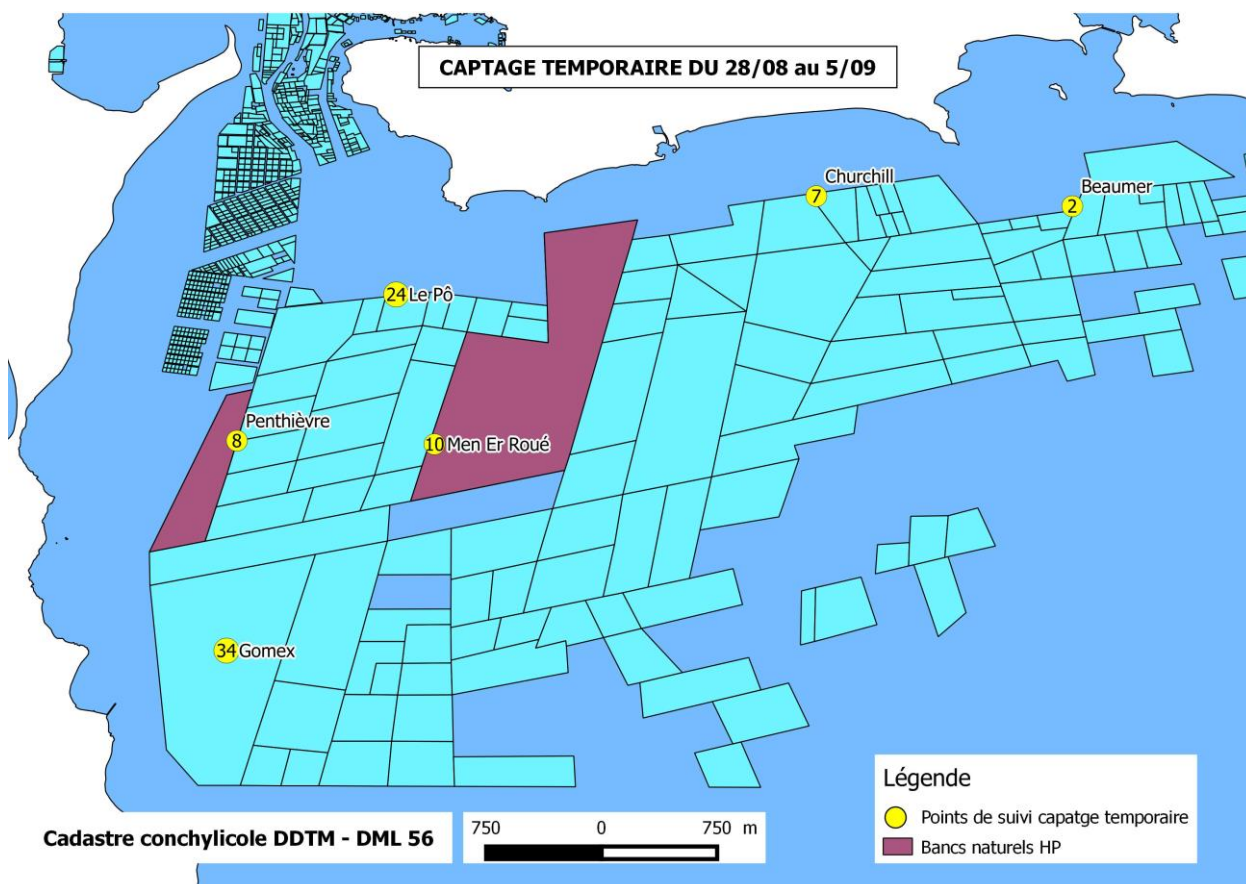 CAPTAGE TEMPORAIRE DU 28/08 au 5/09
Churchill
7
Beaumer
2
24 Le Pô
Penthièvre
8
10 Men Er Roué
34 Gomex
Légende
Points de suivi capatge temporaire
Bancs naturels HP
Cadastre conchylicole DDTM - DML 56
750 0 750 m